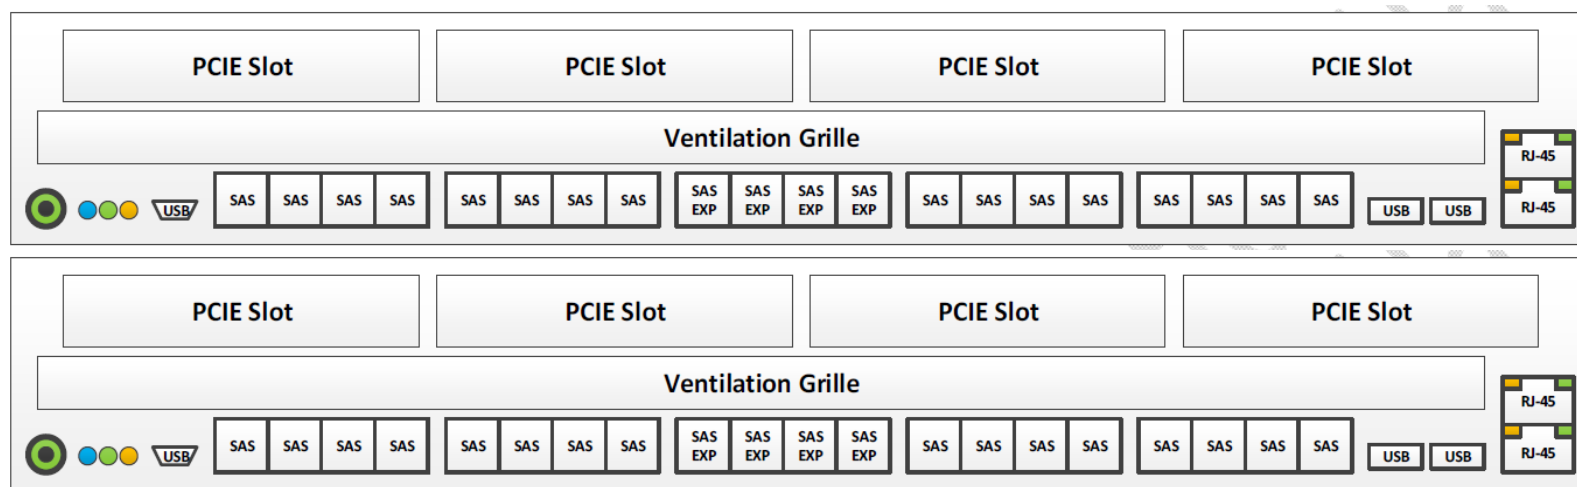 PCIE Slot PCIE Slot PCIE Slot PCIE Slot
Ventilation Grille
RJ-45
USB SAS SAS SAS SAS SAS SAS SAS SAS SAS EXP SAS EXP SAS EXP SAS EXP SAS SAS SAS SAS SAS SAS SAS SAS USB USB RJ-45
PCIE Slot PCIE Slot PCIE Slot PCIE Slot
Ventilation Grille
RJ-45
USB SAS SAS SAS SAS SAS SAS SAS SAS SAS EXP SAS EXP SAS EXP SAS EXP SAS SAS SAS SAS SAS SAS SAS SAS USB USB RJ-45